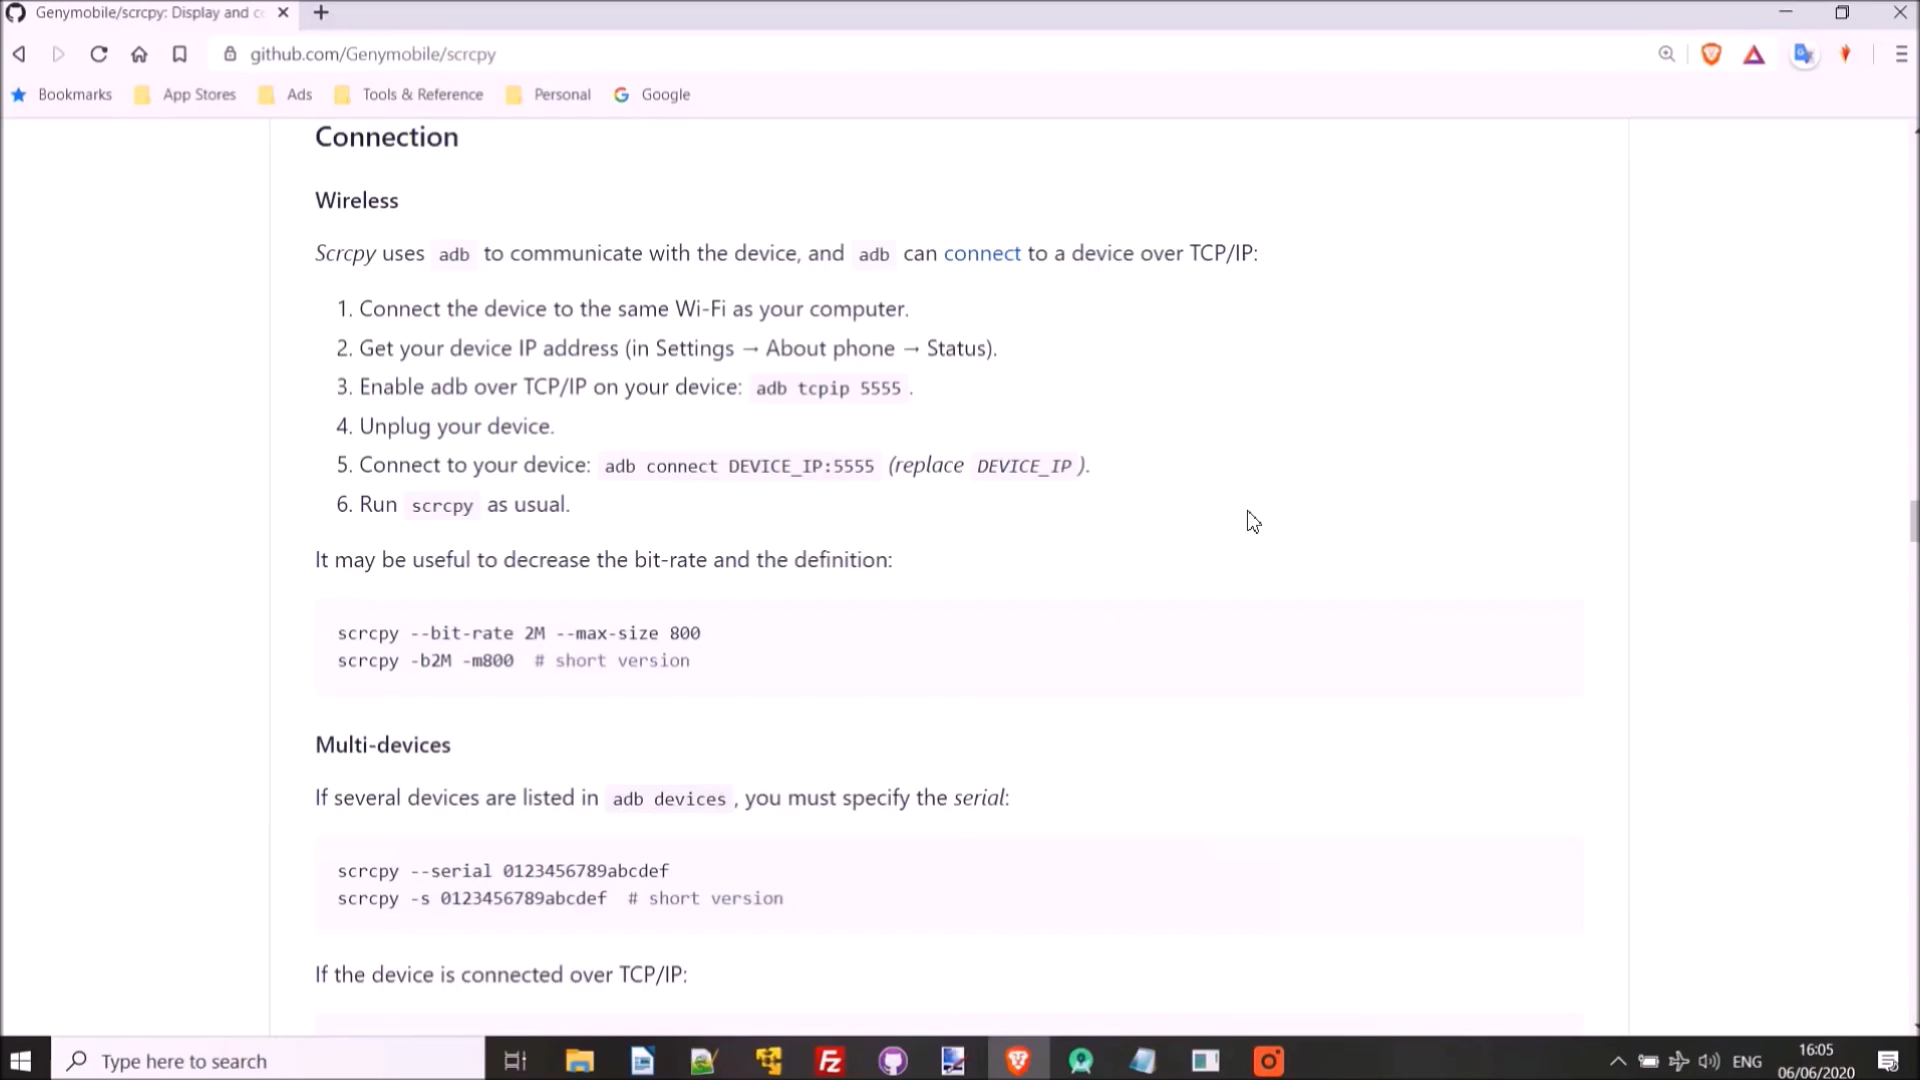 Genymobile/scrcpy: Display and c
github.com/Genymobile/scrcpy
Bookmarks App Stores Ads Tools & Reference Personal Google
Connection
Wireless
Scrcpy uses adb to communicate with the device, and adb can connect to a device over TCP/IP:
1. Connect the device to the same Wi-Fi as your computer.
2. Get your device IP address (in Settings → About phone → Status).
3. Enable adb over TCP/IP on your device: adb tcpip 5555 .
4. Unplug your device.
5. Connect to your device: adb connect DEVICE_IP:5555 (replace DEVICE_IP ).
6. Run scrcpy as usual.
It may be useful to decrease the bit-rate and the definition:
scrcpy --bit-rate 2M --max-size 800
scrcpy -b2M -m800 # short version
Multi-devices
If several devices are listed in adb devices , you must specify the serial:
scrcpy --serial 0123456789abcdef
scrcpy -s 0123456789abcdef # short version
If the device is connected over TCP/IP:
Type here to search
Fz
ENG
16:05
06/06/2020